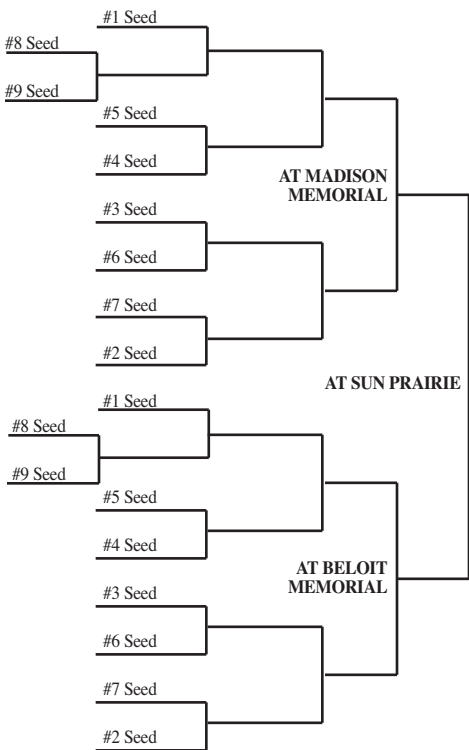 #1 Seed
#8 Seed
#9 Seed
#5 Seed
#4 Seed
AT MADISON
MEMORIAL
#3 Seed
#6 Seed
#7 Seed
#2 Seed
AT SUN PRAIRIE
#1 Seed
#8 Seed
#9 Seed
#5 Seed
#4 Seed
AT BELOIT
MEMORIAL
#3 Seed
#6 Seed
#7 Seed
#2 Seed